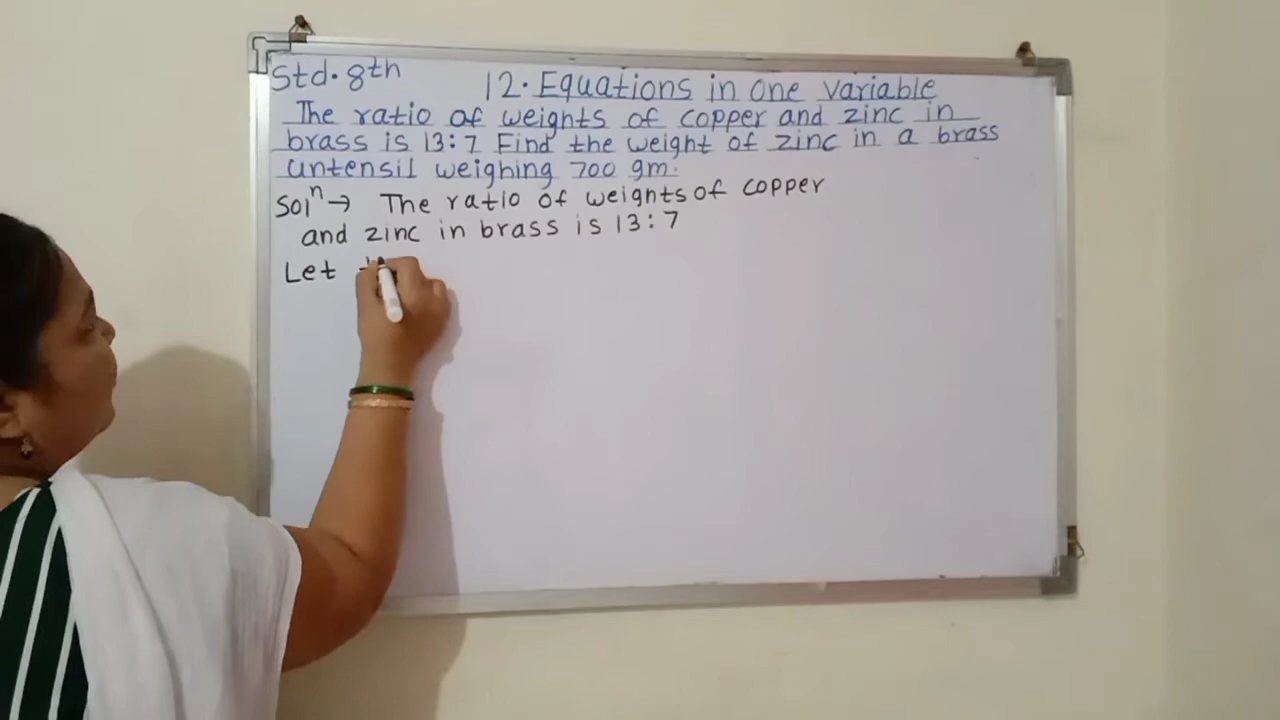 Std. 8th 12. Equations in one variable
The ratio of weights of copper and zinc in
brass is 13:7 Find the weight of zinc in a brass
untensil weighing 700 gm.
Solⁿ → The ratio of weights of copper
and zinc in brass is 13:7
Let